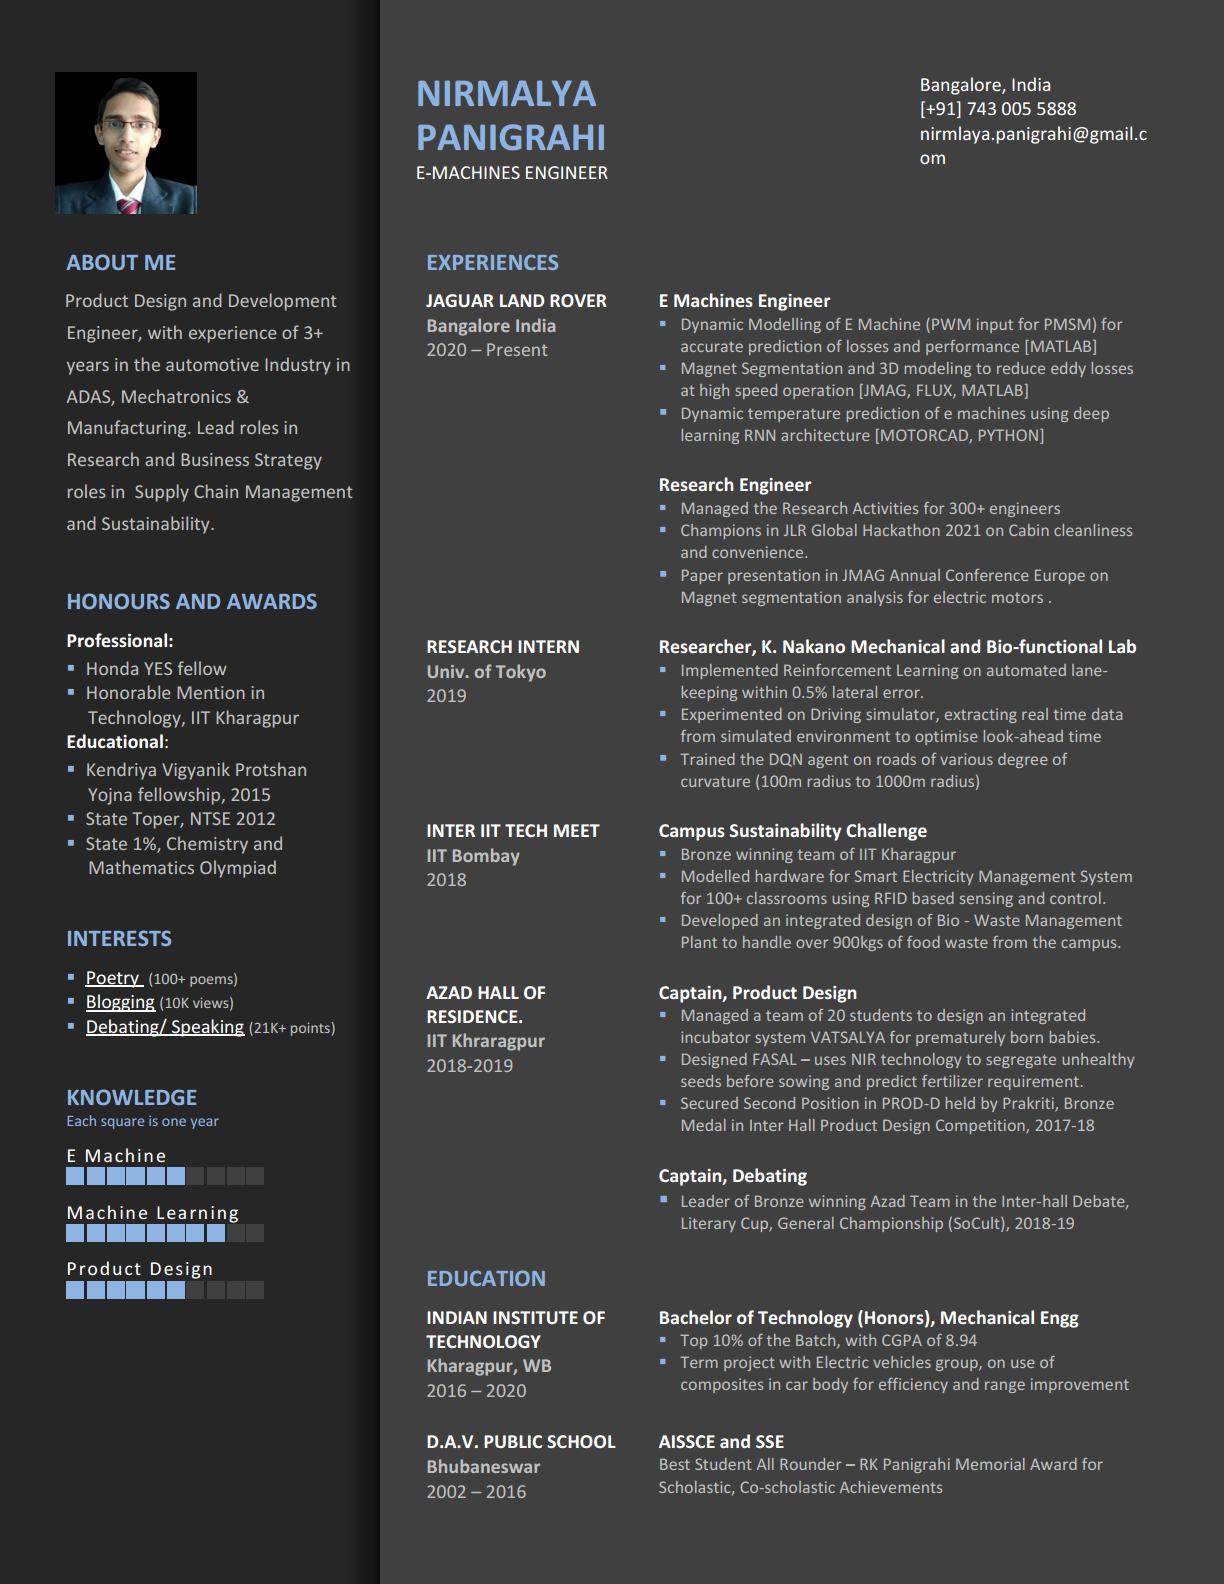 NIRMALYA
PANIGRAHI
E-MACHINES ENGINEER
Bangalore, India
[+91] 743 005 5888
nirmlaya.panigrahi@gmail.c
om
ABOUT ME
Product Design and Development
Engineer, with experience of 3+
years in the automotive Industry in
ADAS, Mechatronics &
Manufacturing. Lead roles in
Research and Business Strategy
roles in  Supply Chain Management
and Sustainability.
HONOURS AND AWARDS
Professional:
▪ Honda YES fellow
▪ Honorable Mention in
Technology, IIT Kharagpur
Educational:
▪ Kendriya Vigyanik Protshan
Yojna fellowship, 2015
▪ State Toper, NTSE 2012
▪ State 1%, Chemistry and
Mathematics Olympiad
INTERESTS
▪ Poetry (100+ poems)
▪ Blogging (10K views)
▪ Debating/ Speaking (21K+ points)
KNOWLEDGE
Each square is one year
E Machine
Machine Learning
Product Design
EXPERIENCES
JAGUAR LAND ROVER
Bangalore India
2020 – Present
E Machines Engineer
▪ Dynamic Modelling of E Machine (PWM input for PMSM) for
accurate prediction of losses and performance [MATLAB]
▪ Magnet Segmentation and 3D modeling to reduce eddy losses
at high speed operation [JMAG, FLUX, MATLAB]
▪ Dynamic temperature prediction of e machines using deep
learning RNN architecture [MOTORCAD, PYTHON]
Research Engineer
▪ Managed the Research Activities for 300+ engineers
▪ Champions in JLR Global Hackathon 2021 on Cabin cleanliness
and convenience.
▪ Paper presentation in JMAG Annual Conference Europe on
Magnet segmentation analysis for electric motors .
RESEARCH INTERN
Univ. of Tokyo
2019
Researcher, K. Nakano Mechanical and Bio-functional Lab
▪ Implemented Reinforcement Learning on automated lane-
keeping within 0.5% lateral error.
▪ Experimented on Driving simulator, extracting real time data
from simulated environment to optimise look-ahead time
▪ Trained the DQN agent on roads of various degree of
curvature (100m radius to 1000m radius)
INTER IIT TECH MEET
IIT Bombay
2018
Campus Sustainability Challenge
▪ Bronze winning team of IIT Kharagpur
▪ Modelled hardware for Smart Electricity Management System
for 100+ classrooms using RFID based sensing and control.
▪ Developed an integrated design of Bio - Waste Management
Plant to handle over 900kgs of food waste from the campus.
AZAD HALL OF
RESIDENCE.
IIT Khraragpur
2018-2019
Captain, Product Design
▪ Managed a team of 20 students to design an integrated
incubator system VATSALYA for prematurely born babies.
▪ Designed FASAL – uses NIR technology to segregate unhealthy
seeds before sowing and predict fertilizer requirement.
▪ Secured Second Position in PROD-D held by Prakriti, Bronze
Medal in Inter Hall Product Design Competition, 2017-18
Captain, Debating
▪ Leader of Bronze winning Azad Team in the Inter-hall Debate,
Literary Cup, General Championship (SoCult), 2018-19
EDUCATION
INDIAN INSTITUTE OF
TECHNOLOGY
Kharagpur, WB
2016 – 2020
Bachelor of Technology (Honors), Mechanical Engg
▪ Top 10% of the Batch, with CGPA of 8.94
▪ Term project with Electric vehicles group, on use of
composites in car body for efficiency and range improvement
D.A.V. PUBLIC SCHOOL
Bhubaneswar
2002 – 2016
AISSCE and SSE
Best Student All Rounder – RK Panigrahi Memorial Award for
Scholastic, Co-scholastic Achievements